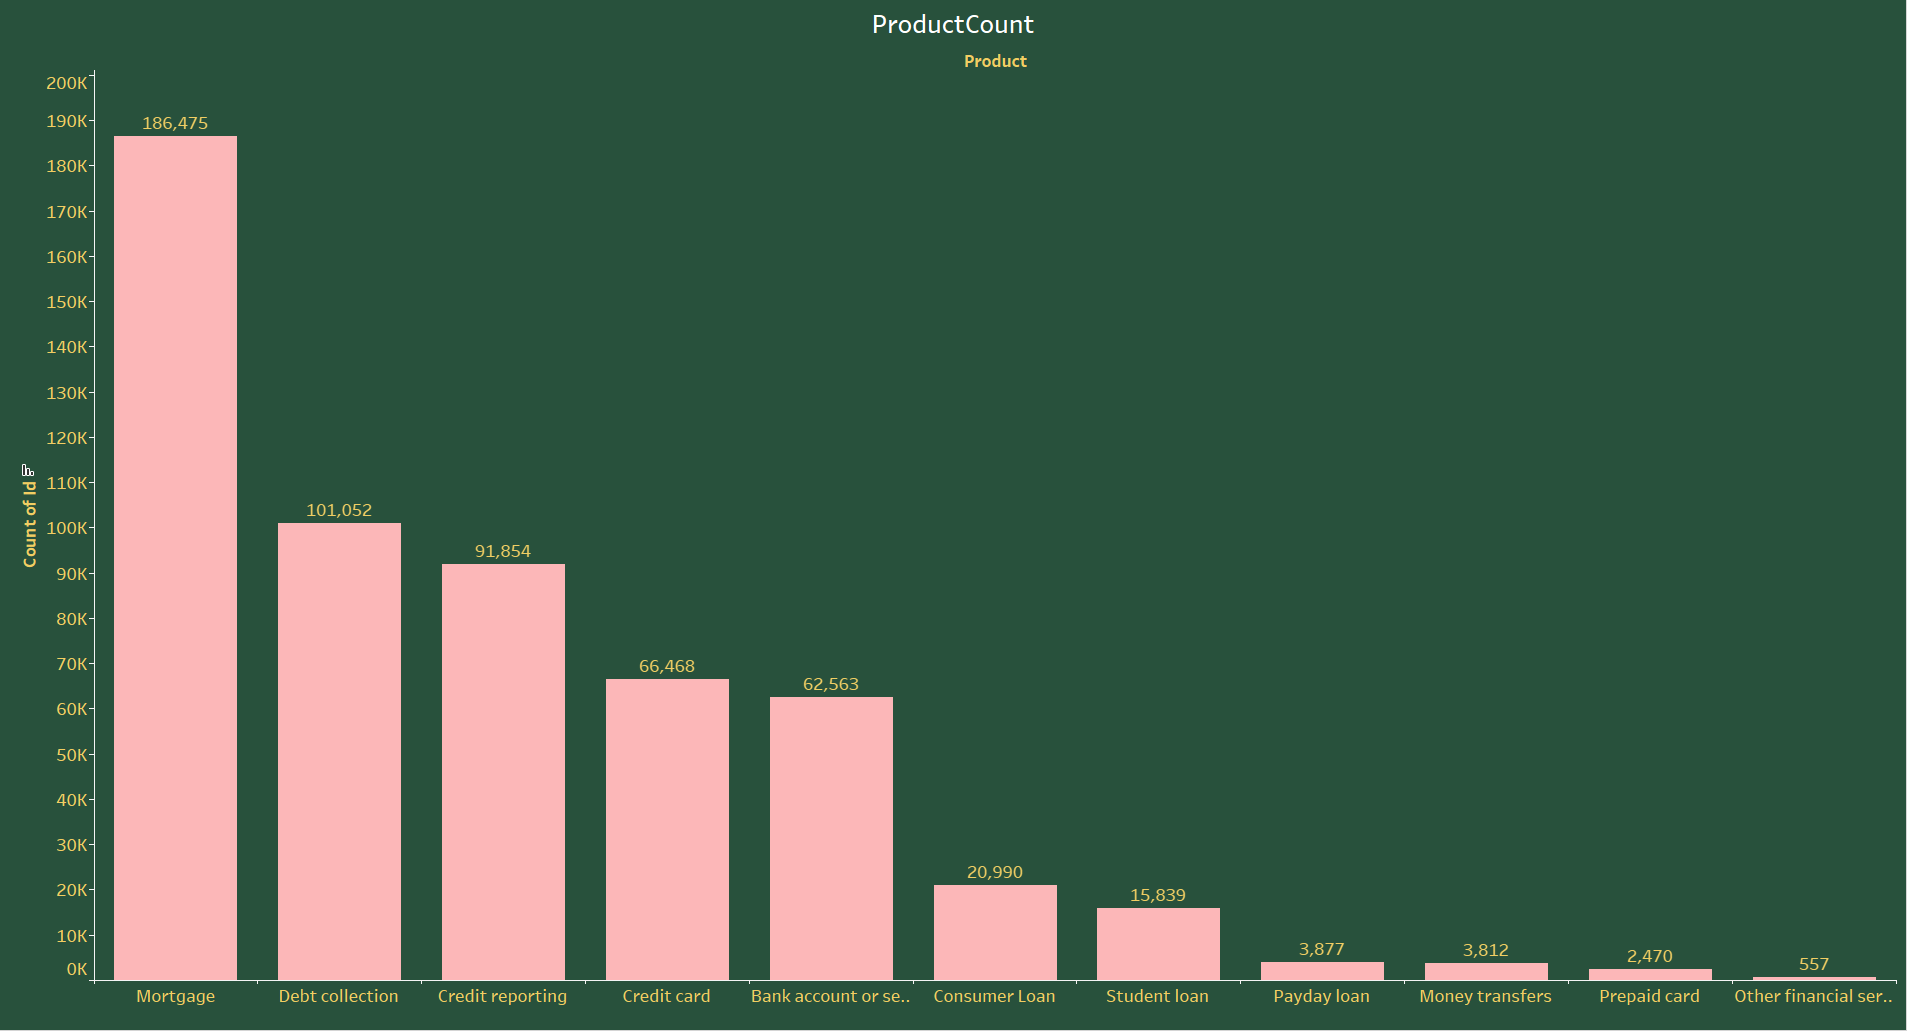 ProductCount
Product
200K
190K
180K
170K
160K
150K
140K
130K
120K
110K
100K
90K
80K
70K
60K
50K
40K
30K
20K
10K
0K
Count of Id
186,475
101,052
91,854
66,468
62,563
20,990
15,839
3,877
3,812
2,470
557
Mortgage Debt collection Credit reporting Credit card Bank account or se.. Consumer Loan Student loan Payday loan Money transfers Prepaid card Other financial ser..